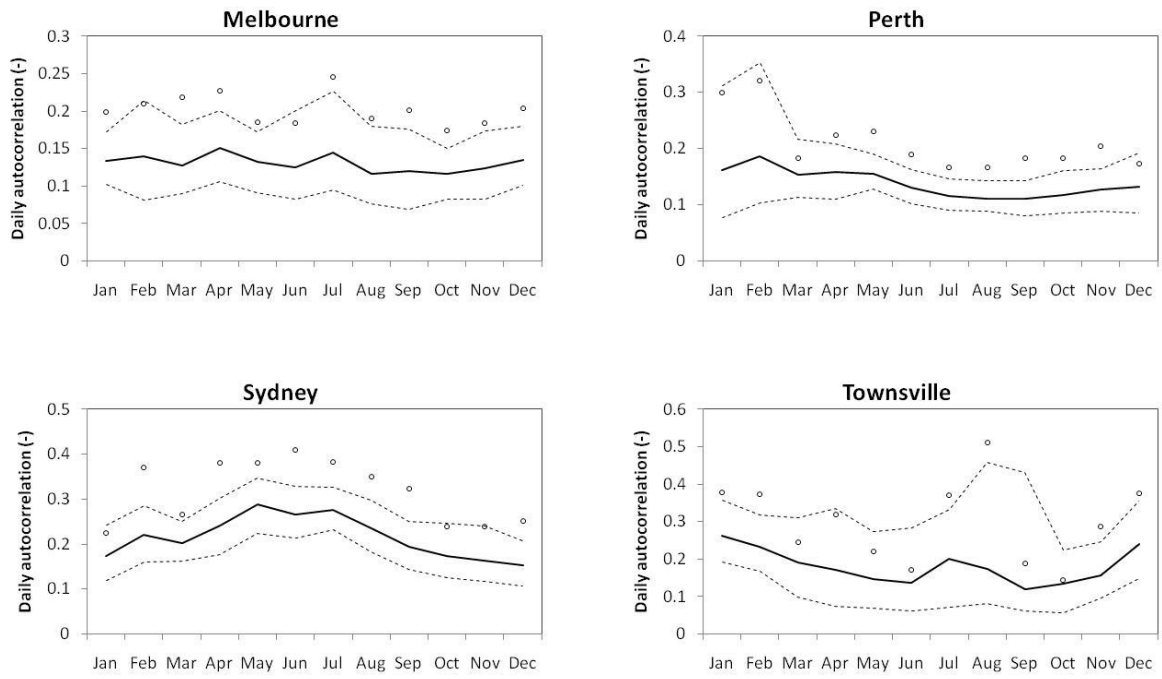 Melbourne
Daily autocorrelation (-)
0.3
0.25
0.2
0.15
0.1
0.05
0
Jan Feb Mar Apr May Jun Jul Aug Sep Oct Nov Dec
Perth
Daily autocorrelation (-)
0.4
0.3
0.2
0.1
0
Jan Feb Mar Apr May Jun Jul Aug Sep Oct Nov Dec
Sydney
Daily autocorrelation (-)
0.5
0.4
0.3
0.2
0.1
0
Jan Feb Mar Apr May Jun Jul Aug Sep Oct Nov Dec
Townsville
Daily autocorrelation (-)
0.6
0.5
0.4
0.3
0.2
0.1
0
Jan Feb Mar Apr May Jun Jul Aug Sep Oct Nov Dec